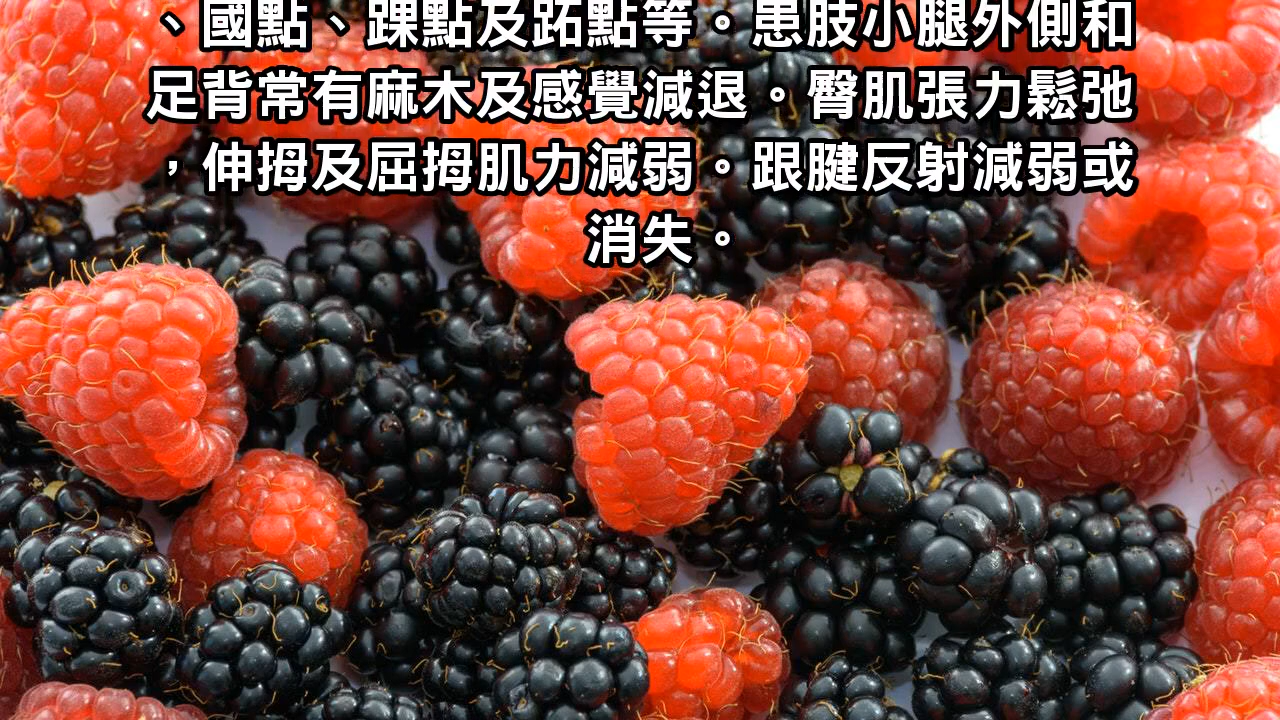 、國點、踝點及跖點等。患肢小腿外側和
足背常有麻木及感覺減退。臀肌張力鬆弛
，伸拇及屈拇肌力減弱。跟腱反射減弱或
消失。